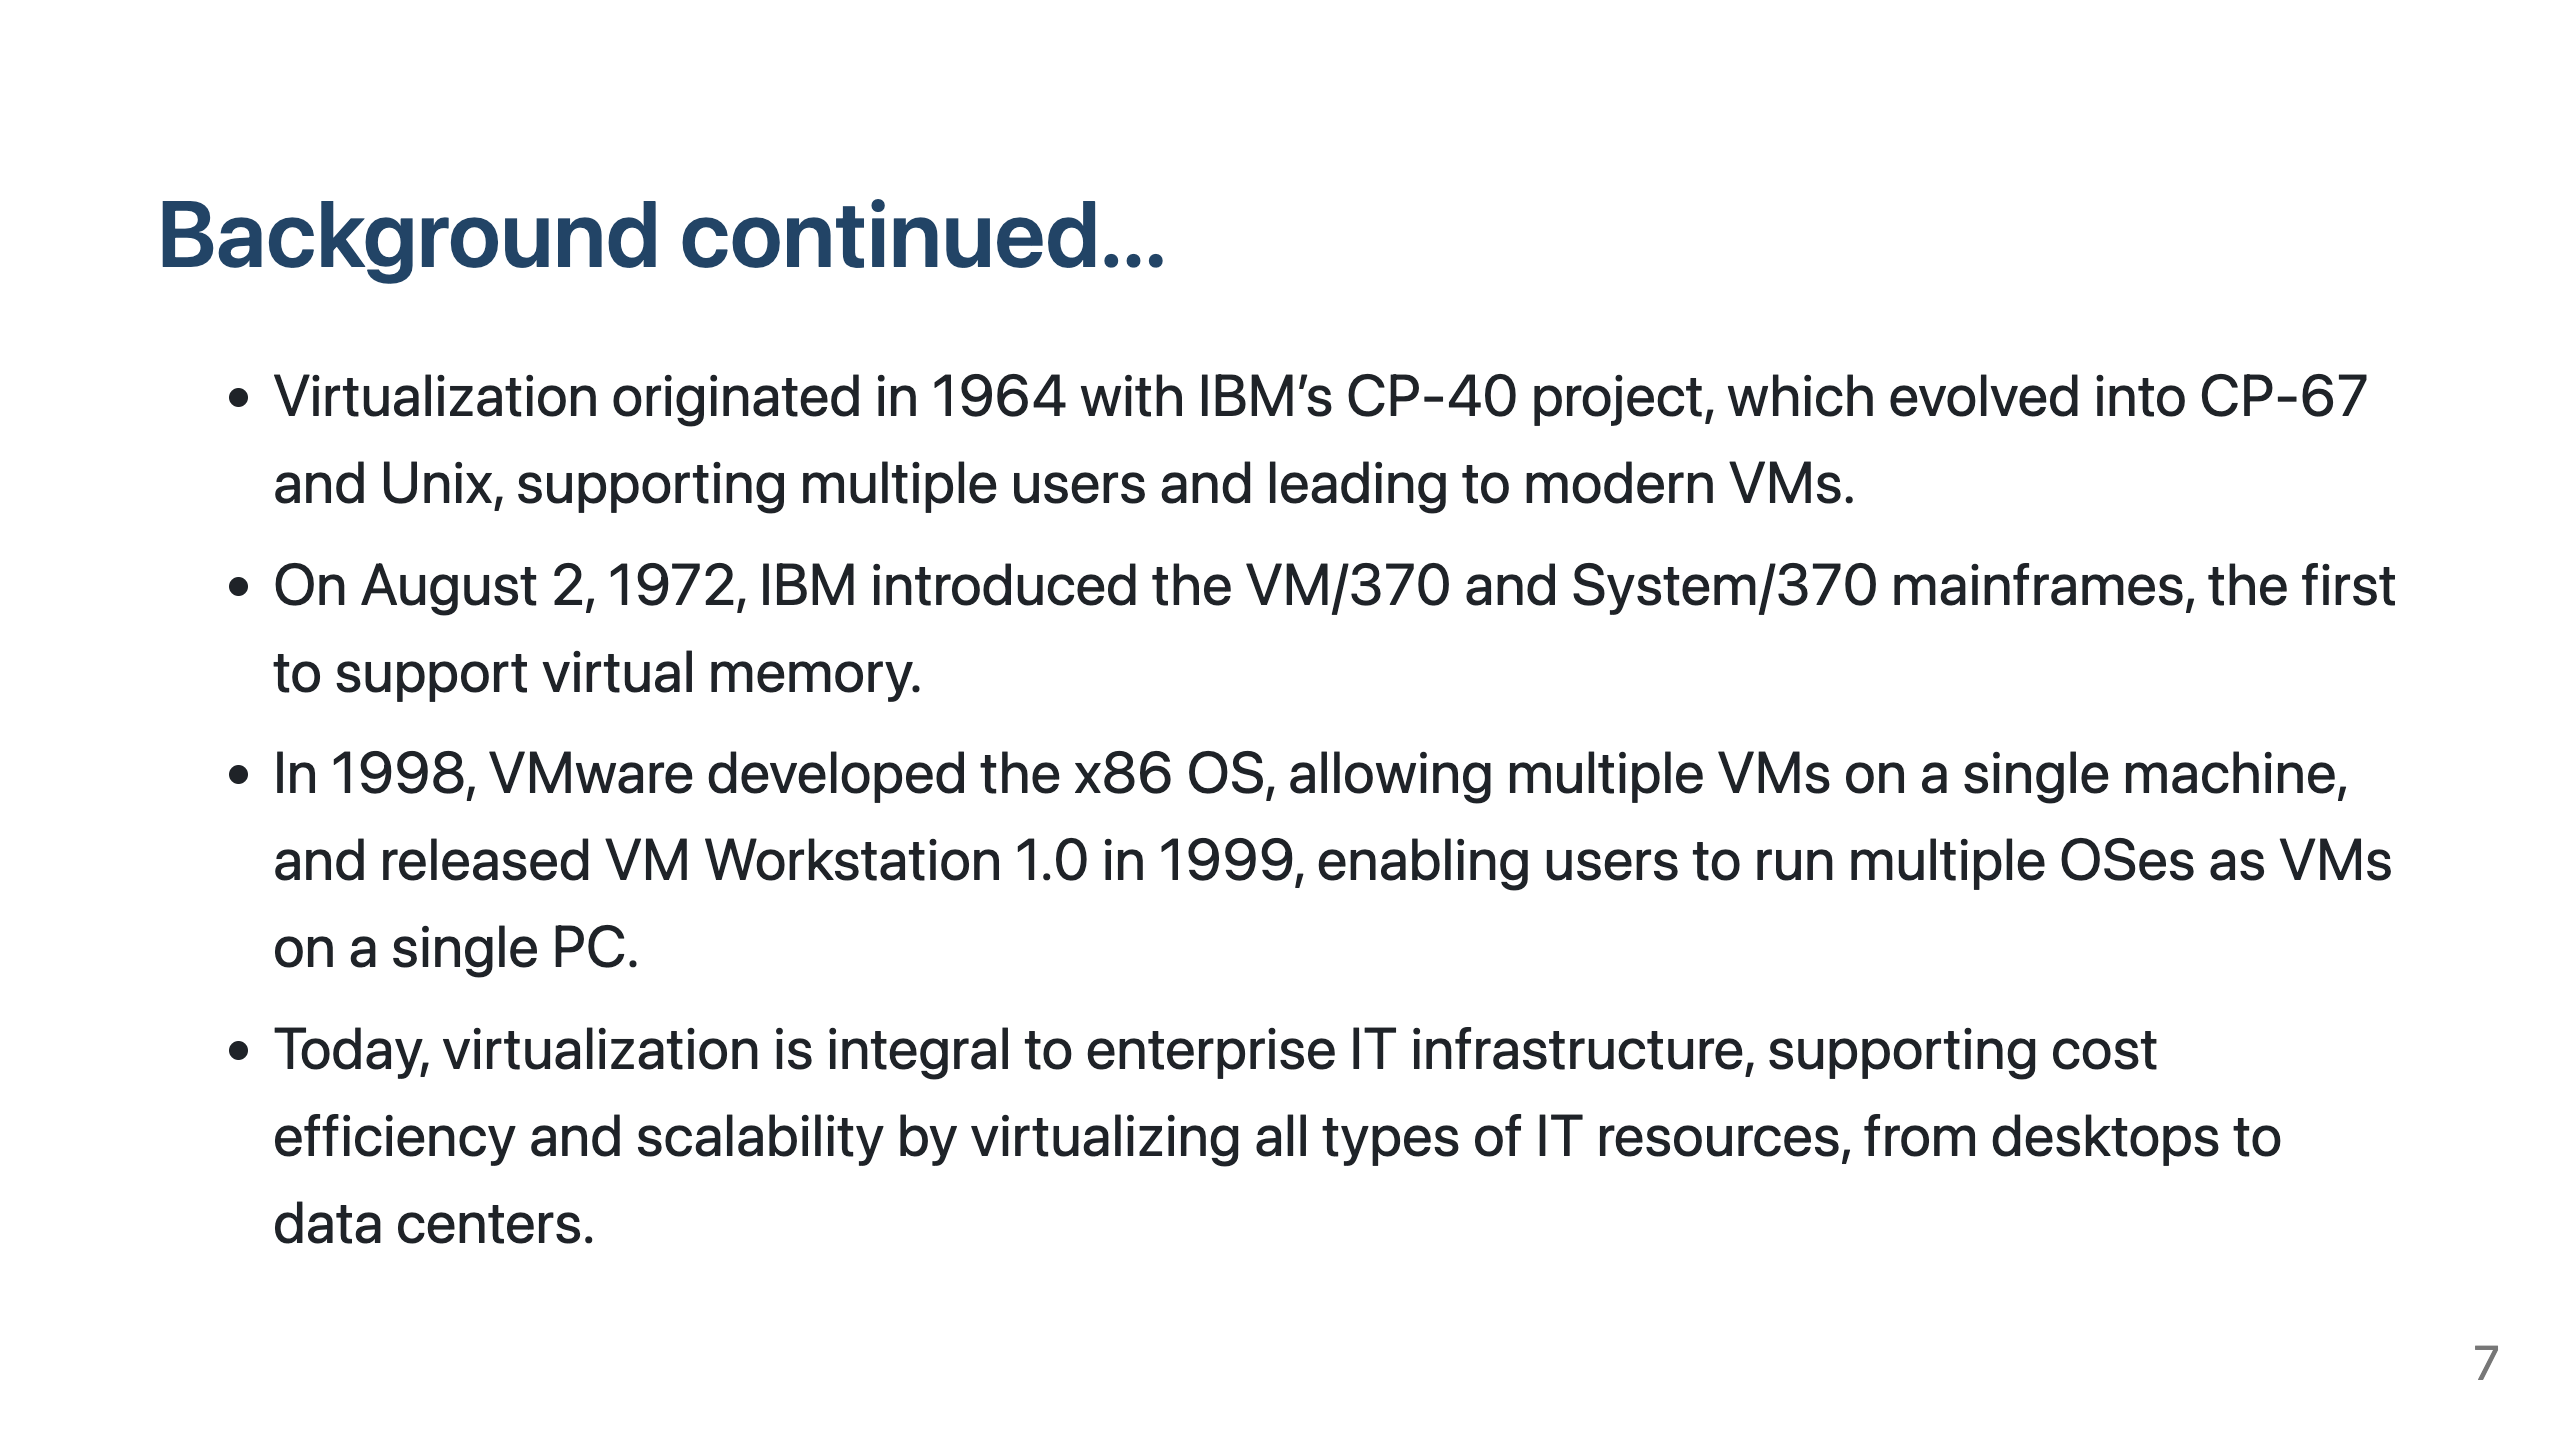 Background continued...
• Virtualization originated in 1964 with IBM’s CP-40 project, which evolved into CP-67
and Unix, supporting multiple users and leading to modern VMs.
• On August 2, 1972, IBM introduced the VM/370 and System/370 mainframes, the first
to support virtual memory.
• In 1998, VMware developed the x86 OS, allowing multiple VMs on a single machine,
and released VM Workstation 1.0 in 1999, enabling users to run multiple OSes as VMs
on a single PC.
• Today, virtualization is integral to enterprise IT infrastructure, supporting cost
efficiency and scalability by virtualizing all types of IT resources, from desktops to
data centers.
7